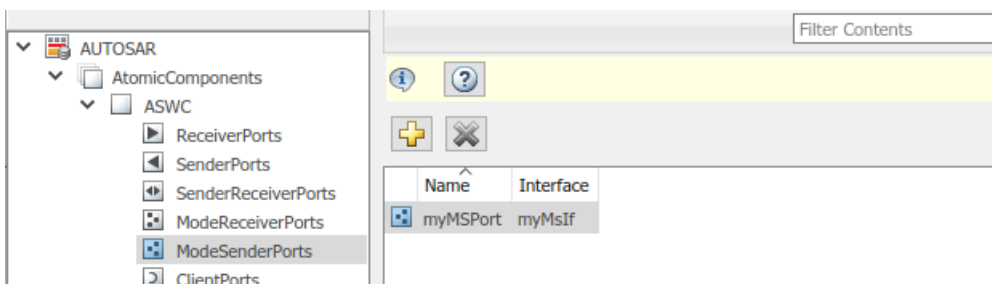 Filter Contents
AUTOSAR
AtomicComponents
ASWC
ReceiverPorts
SenderPorts
SenderReceiverPorts
ModeReceiverPorts
ModeSenderPorts
ClientPorts
Name Interface
myMSPort myMsIf